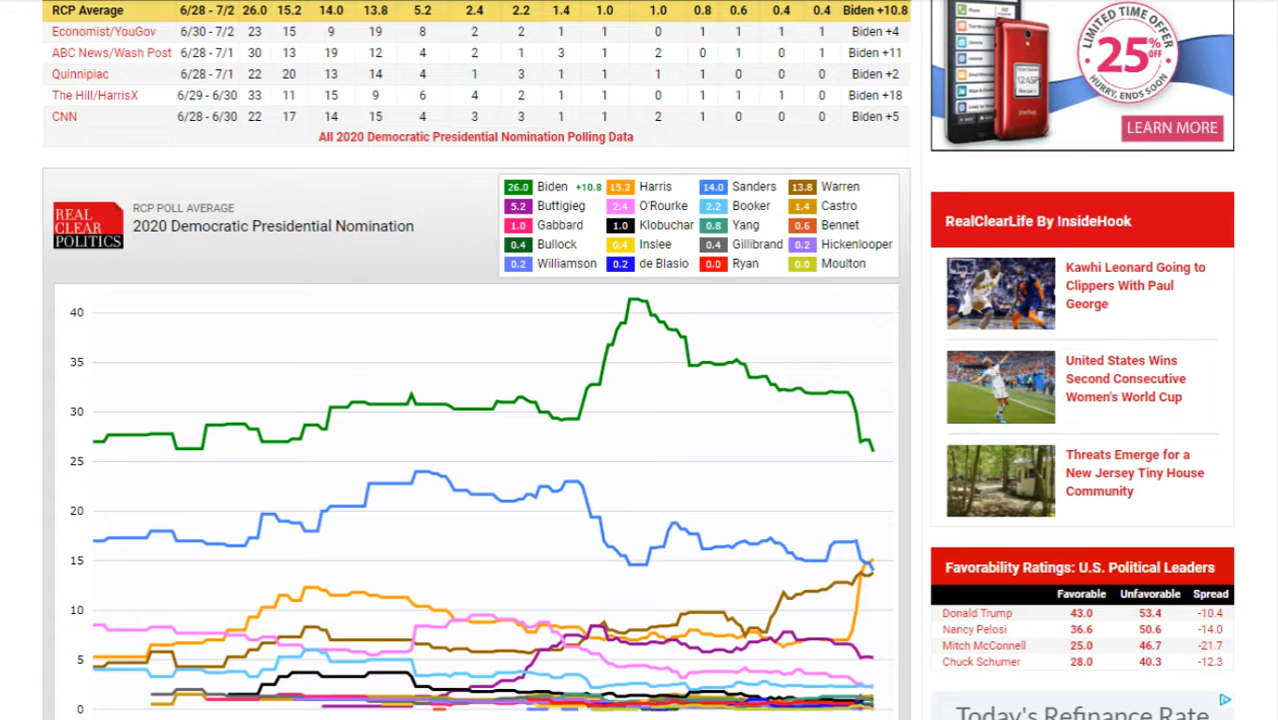 RCP Average 6/28 - 7/2 26.0 15.2 14.0 13.8 5.2 2.4 2.2 1.4 1.0 1.0 0.8 0.6 0.4 0.4 Biden +10.8
Economist/YouGov 6/30 - 7/2 23 15 9 19 8 2 2 1 1 0 1 1 1 1 Biden +4
ABC News/Wash Post 6/28 - 7/1 30 13 19 12 4 2 1 3 1 2 0 1 0 0 Biden +11
Quinnipiac 6/28 - 7/1 22 20 13 14 4 1 3 1 1 1 1 0 0 0 Biden +2
The Hill/HarrisX 6/29 - 6/30 33 11 15 9 6 4 2 1 1 0 1 1 1 0 Biden +18
CNN 6/28 - 6/30 22 17 14 15 4 3 3 1 1 2 1 0 0 0 Biden +5
All 2020 Democratic Presidential Nomination Polling Data
REAL
CLEAR
POLITICS
RCP POLL AVERAGE
2020 Democratic Presidential Nomination
26.0 Biden +10.8 15.2 Harris 14.0 Sanders 13.8 Warren
5.2 Buttigieg 2.4 O'Rourke 2.2 Booker 1.4 Castro
1.0 Gabbard 1.0 Klobuchar 0.8 Yang 0.6 Bennet
0.4 Bullock 0.4 Inslee 0.4 Gillibrand 0.2 Hickenlooper
0.2 Williamson 0.2 de Blasio 0.0 Ryan 0.0 Moulton
40
35
30
25
20
15
10
5
0
LIMITED TIME OFFER
25% OFF
HURRY, ENDS SOON
12:45P
LEARN MORE
RealClearLife By InsideHook
Kawhi Leonard Going to
Clippers With Paul
George
United States Wins
Second Consecutive
Women's World Cup
Threats Emerge for a
New Jersey Tiny House
Community
Favorability Ratings: U.S. Political Leaders
Favorable Unfavorable Spread
Donald Trump 43.0 53.4 -10.4
Nancy Pelosi 36.6 50.6 -14.0
Mitch McConnell 25.0 46.7 -21.7
Chuck Schumer 28.0 40.3 -12.3
Today's Refinance Rate